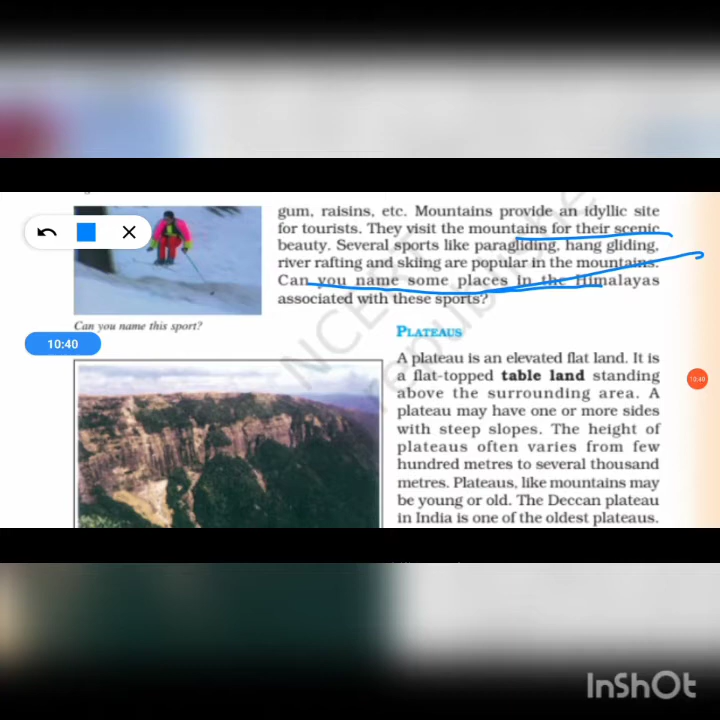 gum, raisins, etc. Mountains provide an idyllic site
for tourists. They visit the mountains for their scenic
beauty. Several sports like paragliding, hang gliding,
river rafting and skiing are popular in the mountains.
Can you name some places in the Himalayas
associated with these sports?
Can you name this sport?
10:40
PLATEAUS
A plateau is an elevated flat land. It is
a flat-topped table land standing
above the surrounding area. A
plateau may have one or more sides
with steep slopes. The height of
plateaus often varies from few
hundred metres to several thousand
metres. Plateaus, like mountains may
be young or old. The Deccan plateau
in India is one of the oldest plateaus.
10:40
NCERT
InShOt